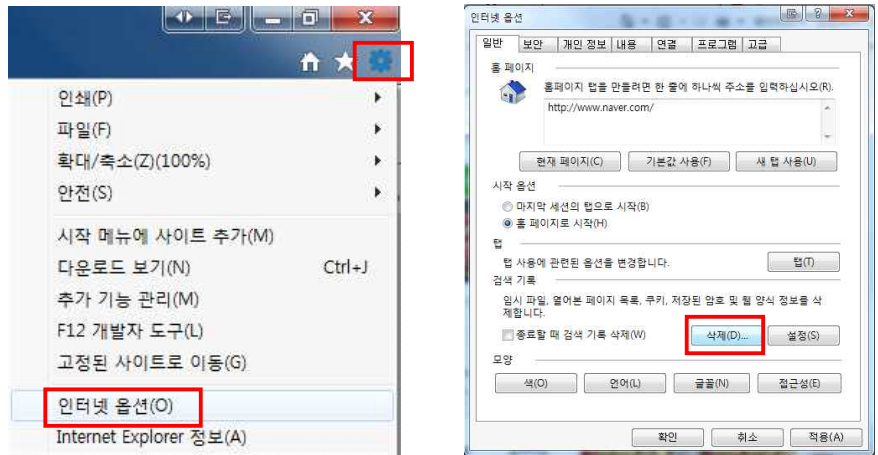 인쇄(P)
파일(F)
확대/축소(Z)(100%)
안전(S)
시작 메뉴에 사이트 추가(M)
다운로드 보기(N) Ctrl+J
추가 기능 관리(M)
F12 개발자 도구(L)
고정된 사이트로 이동(G)
인터넷 옵션(O)
Internet Explorer 정보(A)
인터넷 옵션
일반 보안 개인 정보 내용 연결 프로그램 고급
홈 페이지
홈페이지 탭을 만들려면 한 줄에 하나씩 주소를 입력하십시오(R).
http://www.naver.com/
현재 페이지(C) 기본값 사용(F) 새 탭 사용(U)
시작 옵션
마지막 세션의 탭으로 시작(B)
홈 페이지로 시작(H)
탭
탭 사용에 관련된 옵션을 변경합니다. 탭(T)
검색 기록
임시 파일, 열어본 페이지 목록, 쿠키, 저장된 암호 및 웹 양식 정보를 삭
제합니다.
종료할 때 검색 기록 삭제(W) 삭제(D)... 설정(S)
모양
색(O) 언어(L) 글꼴(N) 접근성(E)
확인 취소 적용(A)